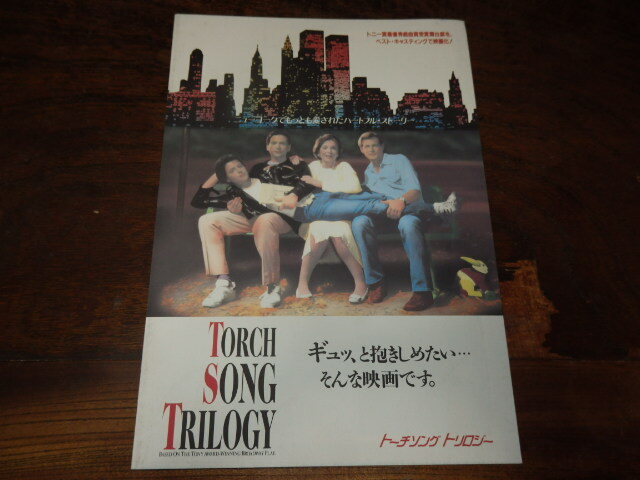 トニー賞最優秀戯曲賞受賞舞台劇を、
ベスト・キャスティングで映画化!
ニューヨークでもっとも愛されたハートフル・ストーリー
TORCH
SONG
TRILOGY
BASED ON THE TONY AWARD-WINNING BROADWAY PLAY.
ギュッ、と抱きしめたい…
そんな映画です。
トーチソング トリロジー